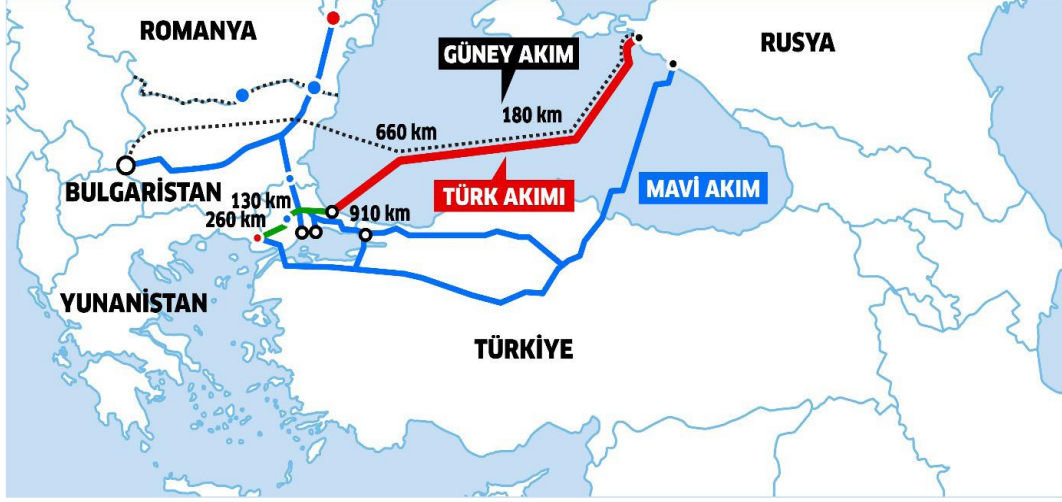 ROMANYA
GÜNEY AKIM
RUSYA
180 km
660 km
BULGARİSTAN
TÜRK AKIMI
MAVİ AKIM
130 km
260 km
910 km
YUNANİSTAN
TÜRKİYE